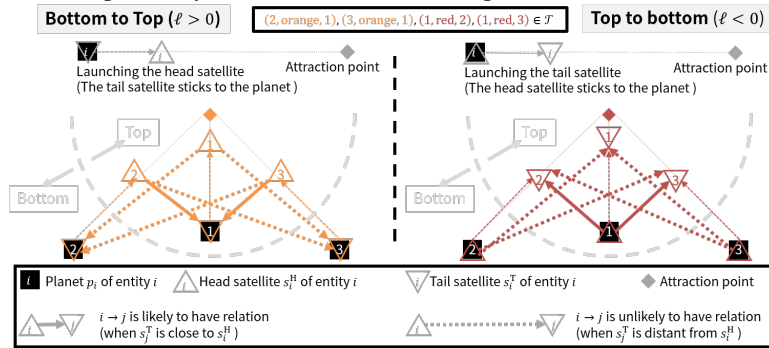 Bottom to Top (ℓ > 0)
(2, orange, 1), (3, orange, 1), (1, red, 2), (1, red, 3) ∈ 𝒯
Top to bottom (ℓ < 0)
i
i
Launching the head satellite
(The tail satellite sticks to the planet )
Attraction point
i
i
Launching the tail satellite
(The head satellite sticks to the planet )
Attraction point
Top
Bottom
1
2
3
1
2
3
Top
Bottom
1
2
3
1
2
3
i Planet p_i of entity i
i Head satellite s_i^H of entity i
i Tail satellite s_i^T of entity i
Attraction point
i j i → j is likely to have relation
(when s_j^T is close to s_i^H )
i j i → j is unlikely to have relation
(when s_j^T is distant from s_i^H )